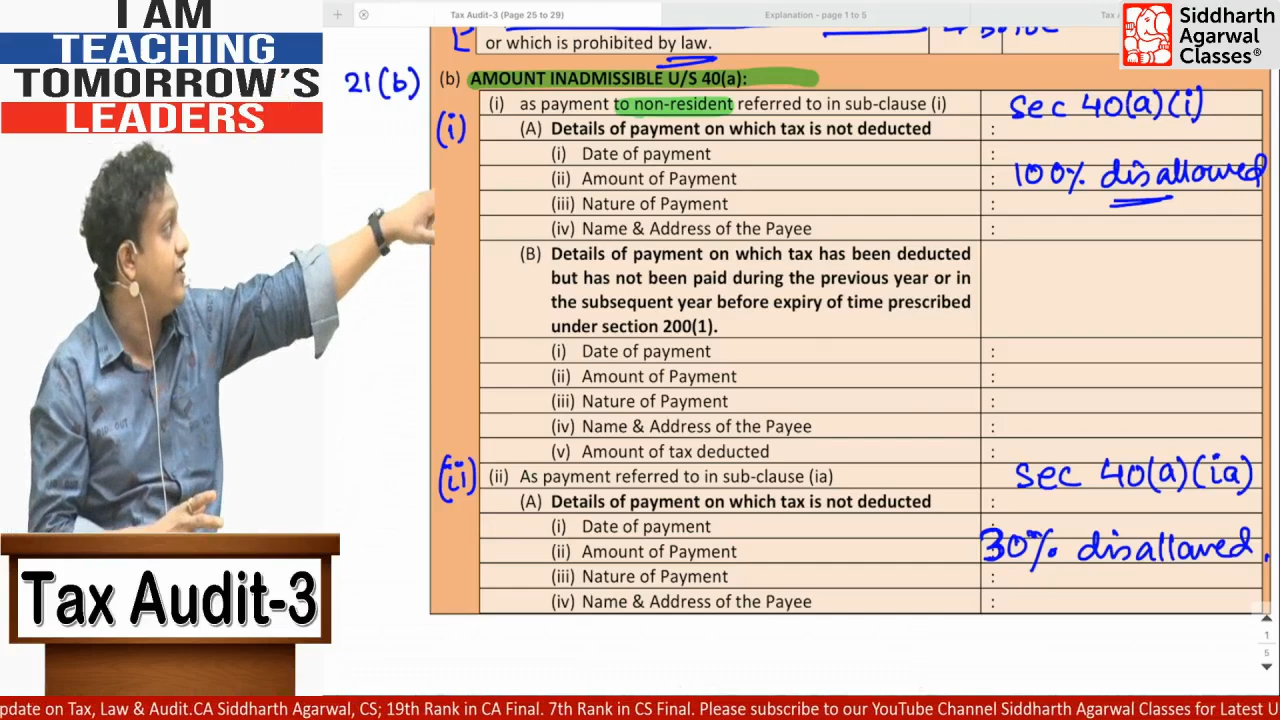 I AM
TEACHING
TOMORROW'S
LEADERS
Tax Audit-3 (Page 25 to 29)
Explanation - page 1 to 5
Siddharth
Agarwal
Classes®
or which is prohibited by law.
21(b)
(b) AMOUNT INADMISSIBLE U/S 40(a):
(i) as payment to non-resident referred to in sub-clause (i)
sec 40(a)(i)
(i)
(A) Details of payment on which tax is not deducted :
(i) Date of payment :
(ii) Amount of Payment : 100% disallowed
(iii) Nature of Payment :
(iv) Name & Address of the Payee :
(B) Details of payment on which tax has been deducted
but has not been paid during the previous year or in
the subsequent year before expiry of time prescribed
under section 200(1).
(i) Date of payment :
(ii) Amount of Payment :
(iii) Nature of Payment :
(iv) Name & Address of the Payee :
(v) Amount of tax deducted :
(ii) (ii) As payment referred to in sub-clause (ia) sec 40(a)(ia)
(A) Details of payment on which tax is not deducted :
(i) Date of payment :
(ii) Amount of Payment 30% disallowed.
(iii) Nature of Payment :
(iv) Name & Address of the Payee :
1
5
Tax Audit-3
pdate on Tax, Law & Audit.CA Siddharth Agarwal, CS; 19th Rank in CA Final. 7th Rank in CS Final. Please subscribe to our YouTube Channel Siddharth Agarwal Classes for Latest U